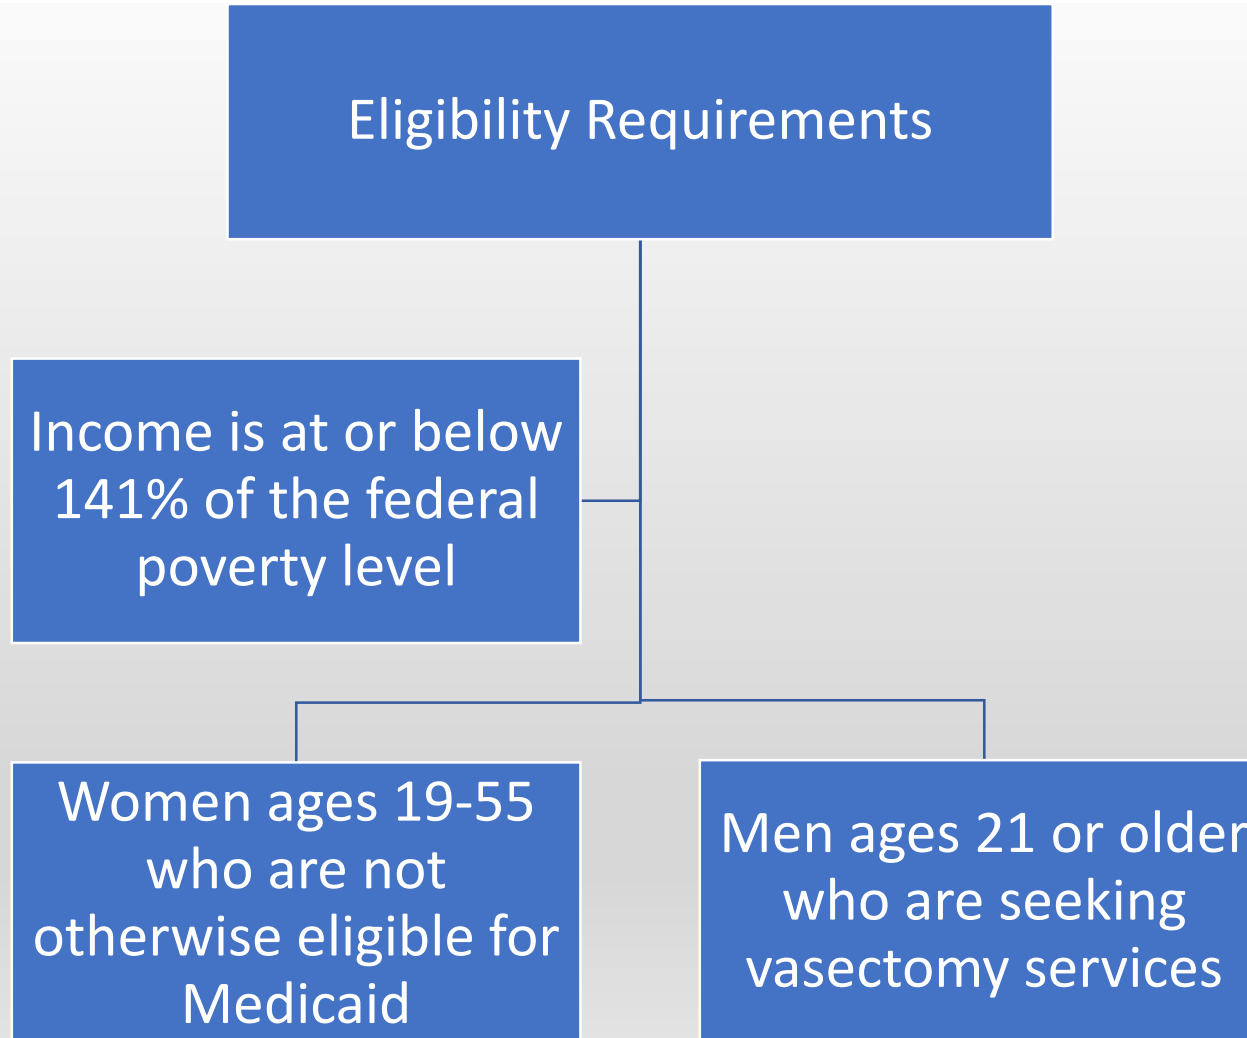 Eligibility Requirements
Income is at or below
141% of the federal
poverty level
Women ages 19-55
who are not
otherwise eligible for
Medicaid
Men ages 21 or older
who are seeking
vasectomy services